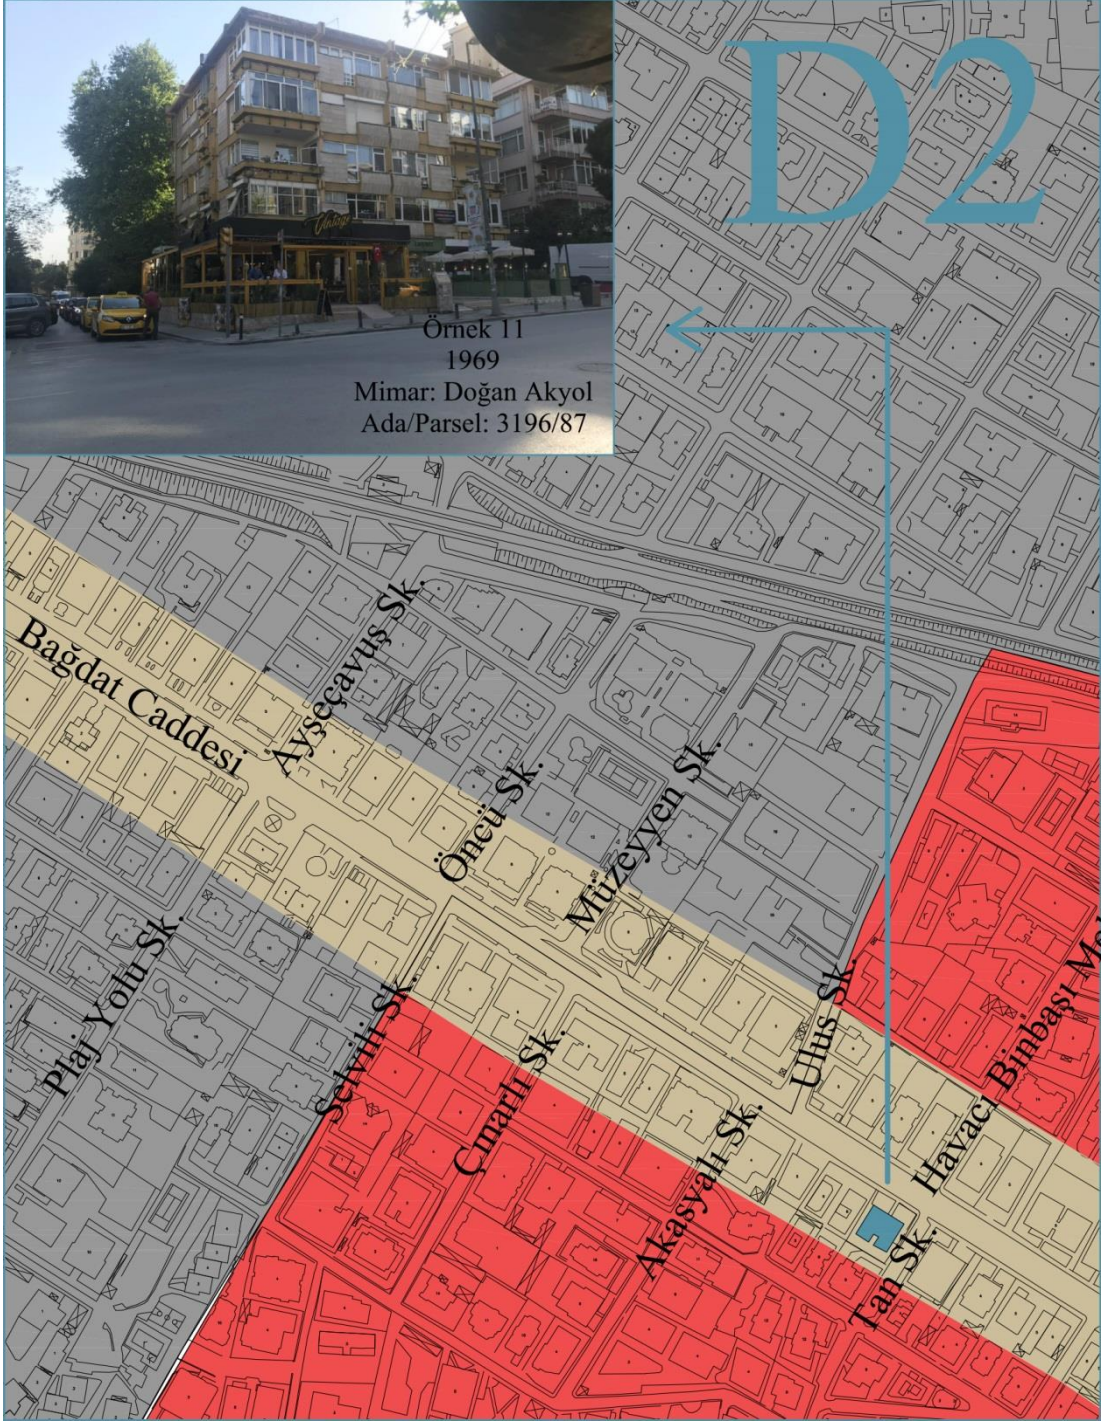 D2
Vintage
Örnek 11
1969
Mimar: Doğan Akyol
Ada/Parsel: 3196/87
Bağdat Caddesi
Ayşeçavuş Sk.
Öncü Sk.
Müzeyyen Sk.
Plaj Yolu Sk.
Selvili Sk.
Çınarlı Sk.
Akasyalı Sk.
Ulus Sk.
Havacı Binbaşı
Tan Sk.